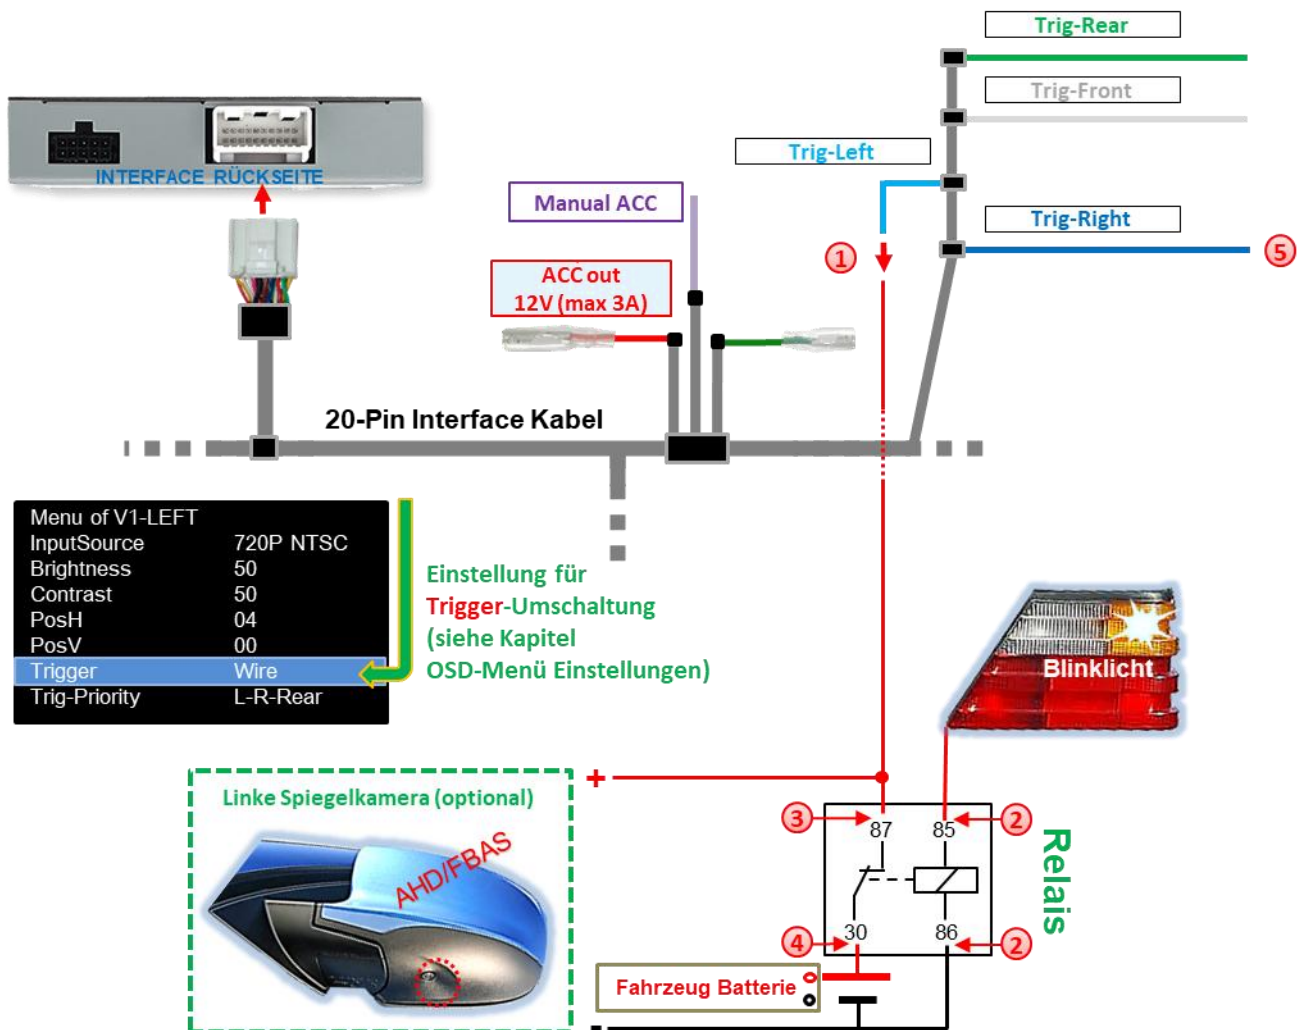 Trig-Rear
Trig-Front
Trig-Left
INTERFACE RÜCKSEITE
Manual ACC
Trig-Right
1
5
ACC out
12V (max 3A)
20-Pin Interface Kabel
Menu of V1-LEFT
InputSource 720P NTSC
Brightness 50
Contrast 50
PosH 04
PosV 00
Trigger Wire
Trig-Priority L-R-Rear
Einstellung für
Trigger-Umschaltung
(siehe Kapitel
OSD-Menü Einstellungen)
Blinklicht
+
Linke Spiegelkamera (optional)
AHD/FBAS
3
87
85
2
Relais
4
30
86
2
Fahrzeug Batterie
-